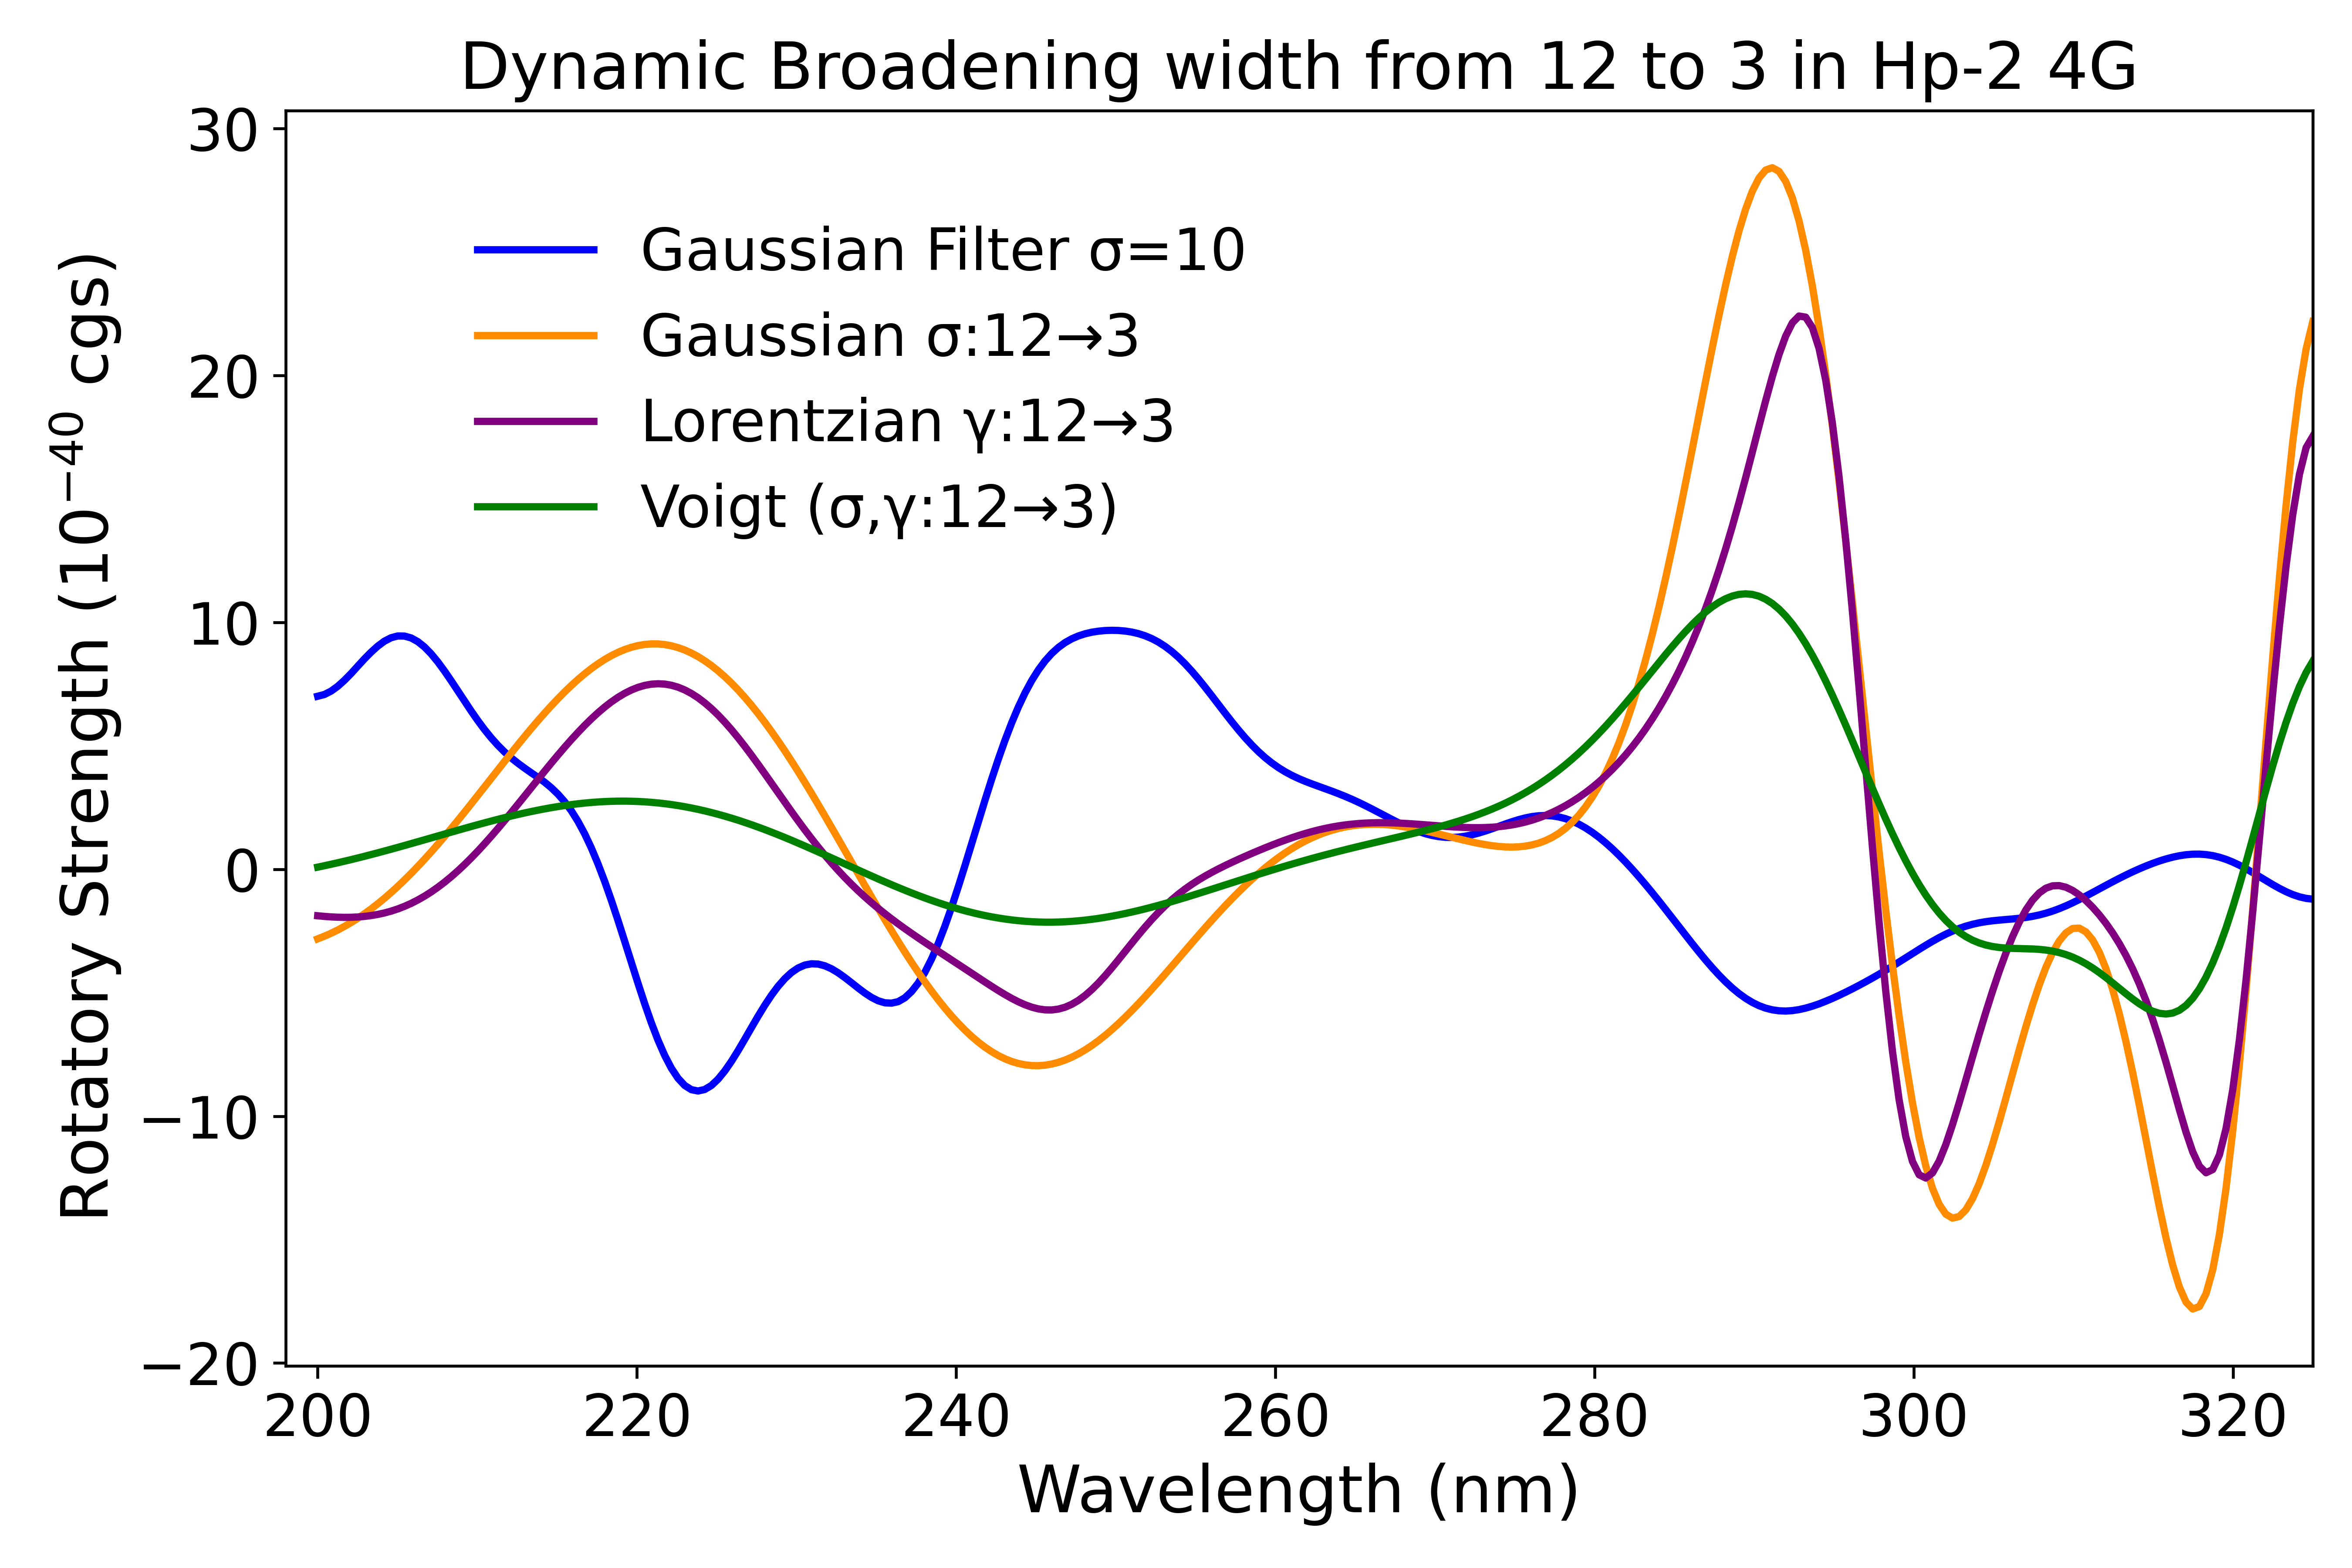 Dynamic Broadening width from 12 to 3 in Hp-2 4G
Rotatory Strength (10⁻⁴⁰ cgs)
30
20
10
0
−10
−20
Gaussian Filter σ=10
Gaussian σ:12→3
Lorentzian γ:12→3
Voigt (σ,γ:12→3)
200 220 240 260 280 300 320
Wavelength (nm)